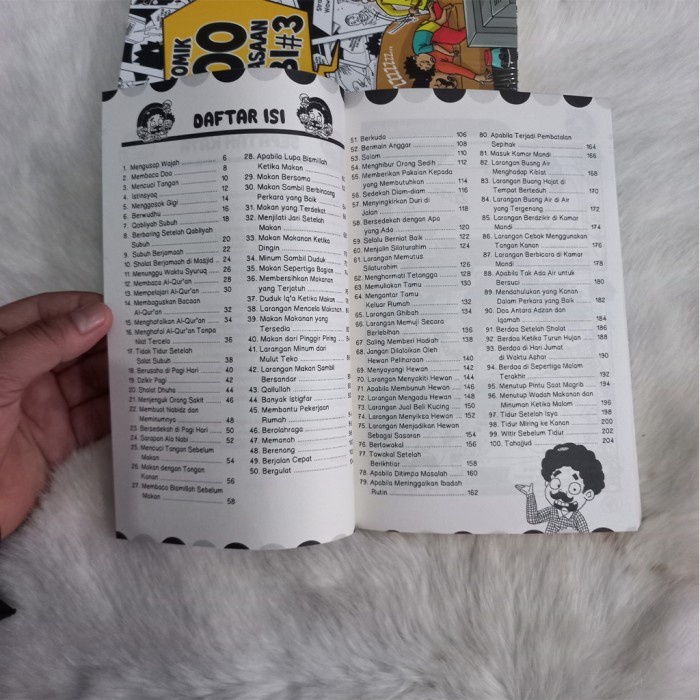 OMIK
OO
ASAAN
BI#3
DAFTAR ISI
1. Mengusap Wajah 6
2. Membaca Doa 8
3. Mencuci Tangan 10
4. Istinsyaq 12
5. Menggosok Gigi 14
6. Berwudhu 16
7. Qabliyah Subuh 18
8. Berbaring Setelah Qabliyah
Subuh 20
9. Subuh Berjamaah 22
10. Shalat Berjamaah di Masjid 24
11. Menunggu Waktu Syuruq 26
12. Membaca Al-Qur'an 28
13. Mempelajari Al-Qur'an 30
14. Membaguskan Bacaan
Al-Qur'an 32
15. Menghafalkan Al-Qur'an 34
16. Menghafal Al-Qur'an Tanpa
Niat Tercela 36
17. Tidak Tidur Setelah
Salat Subuh 38
18. Berusaha di Pagi Hari 40
19. Dzikir Pagi 42
20. Shalat Dhuha 44
21. Menjenguk Orang Sakit 46
22. Membuat Nabidz dan
Meminumnya 48
23. Bersedekah di Pagi Hari 50
24. Sarapan Ala Nabi 52
25. Mencuci Tangan Sebelum
Makan 54
26. Makan dengan Tangan
Kanan 56
27. Membaca Bismillah Sebelum
Makan 58
28. Apabila Lupa Bismillah
Ketika Makan
29. Makan Bersama
30. Makan Sambil Berbincang
Perkara yang Baik
31. Makan yang Terdekat
32. Menjilati Jari Setelah
Makan
33. Makan Makanan Ketika
Dingin
34. Minum Sambil Duduk
35. Makan Sepertiga Bagian
36. Membersihkan Makanan
yang Terjatuh
37. Duduk Iq'a Ketika Makan
38. Larangan Mencela Makanan
39. Makan Makanan yang
Tersedia
40. Makan dari Pinggir Piring
41. Larangan Minum dari
Mulut Teko
42. Larangan Makan Sambil
Bersandar
43. Qailullah
44. Banyak Istigfar
45. Membantu Pekerjaan
Rumah
46. Berolahraga
47. Memanah
48. Berenang
49. Berjalan Cepat
50. Bergulat
51. Berkuda 106
52. Bermain Anggar 108
53. Salam 110
54. Menghibur Orang Sedih 112
55. Memberikan Pakaian Kepada
yang Membutuhkan 114
56. Sedekah Diam-diam 116
57. Menyingkirkan Duri di
Jalan 118
58. Bersedekah dengan Apa
yang Ada 120
59. Selalu Berniat Baik 122
60. Menjalin Silaturahim 124
61. Larangan Memutus
Silaturahim 126
62. Menghormati Tetangga 128
63. Memuliakan Tamu 130
64. Mengantar Tamu
Keluar Rumah 132
65. Larangan Ghibah 134
66. Larangan Memuji Secara
Berlebihan 136
67. Saling Memberi Hadiah 138
68. Jangan Dilalaikan Oleh
Hewan Peliharaan 140
69. Menyayangi Hewan 142
70. Larangan Menyakiti Hewan 144
71. Apabila Membunuh Hewan 146
72. Larangan Mengadu Hewan 148
73. Larangan Jual Beli Kucing 150
74. Larangan Menyiksa Hewan 152
75. Larangan Menjadikan Hewan
Sebagai Sasaran 154
76. Bertawakal 156
77. Tawakal Setelah
Berikhtiar 158
78. Apabila Ditimpa Masalah 160
79. Apabila Meninggalkan Ibadah
Rutin 162
80. Apabila Terjadi Pembatalan
Sepihak 164
81. Masuk Kamar Mandi 166
82. Larangan Buang Air
Menghadap Kiblat 168
83. Larangan Buang Hajat di
Tempat Berteduh 170
84. Larangan Buang Air di Air
yang Tergenang 172
85. Larangan Berdzikir di Kamar
Mandi 174
86. Larangan Cebok Menggunakan
Tangan Kanan 176
87. Larangan Berbicara di Kamar
Mandi 178
88. Apabila Tak Ada Air untuk
Bersuci 180
89. Mendahulukan yang Kanan
Dalam Perkara yang Baik 182
90. Doa Antara Adzan dan
Iqamah 184
91. Berdoa Setelah Shalat 186
92. Berdoa Ketika Turun Hujan 188
93. Berdoa di Hari Jumat
di Waktu Ashar 190
94. Berdoa di Sepertiga Malam
Terakhir 192
95. Menutup Pintu Saat Magrib 194
96. Menutup Wadah Makanan dan
Minuman Ketika Malam 196
97. Tidur Setelah Isya 198
98. Tidur Miring ke Kanan 200
99. Witir Sebelum Tidur 202
100. Tahajjud 204